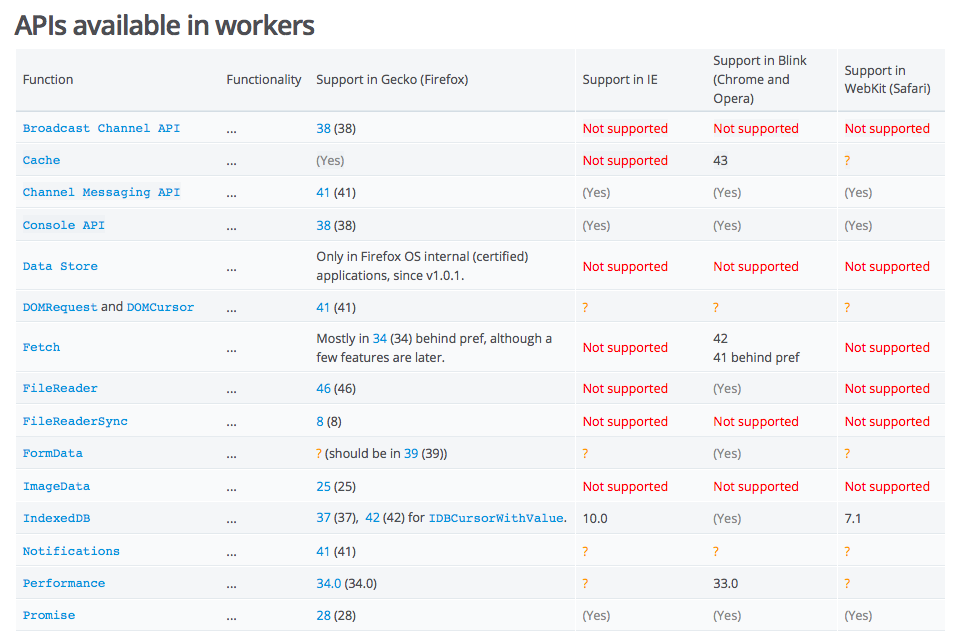 APIs available in workers
Function Functionality Support in Gecko (Firefox) Support in IE Support in Blink (Chrome and Opera) Support in WebKit (Safari)
Broadcast Channel API ... 38 (38) Not supported Not supported Not supported
Cache ... (Yes) Not supported 43 ?
Channel Messaging API ... 41 (41) (Yes) (Yes) (Yes)
Console API ... 38 (38) (Yes) (Yes) (Yes)
Data Store ... Only in Firefox OS internal (certified) applications, since v1.0.1. Not supported Not supported Not supported
DOMRequest and DOMCursor ... 41 (41) ? ? ?
Fetch ... Mostly in 34 (34) behind pref, although a few features are later. Not supported 42 41 behind pref Not supported
FileReader ... 46 (46) Not supported (Yes) Not supported
FileReaderSync ... 8 (8) Not supported Not supported Not supported
FormData ... ? (should be in 39 (39)) ? (Yes) ?
ImageData ... 25 (25) Not supported Not supported Not supported
IndexedDB ... 37 (37), 42 (42) for IDBCursorWithValue. 10.0 (Yes) 7.1
Notifications ... 41 (41) ? ? ?
Performance ... 34.0 (34.0) ? 33.0 ?
Promise ... 28 (28) (Yes) (Yes) (Yes)